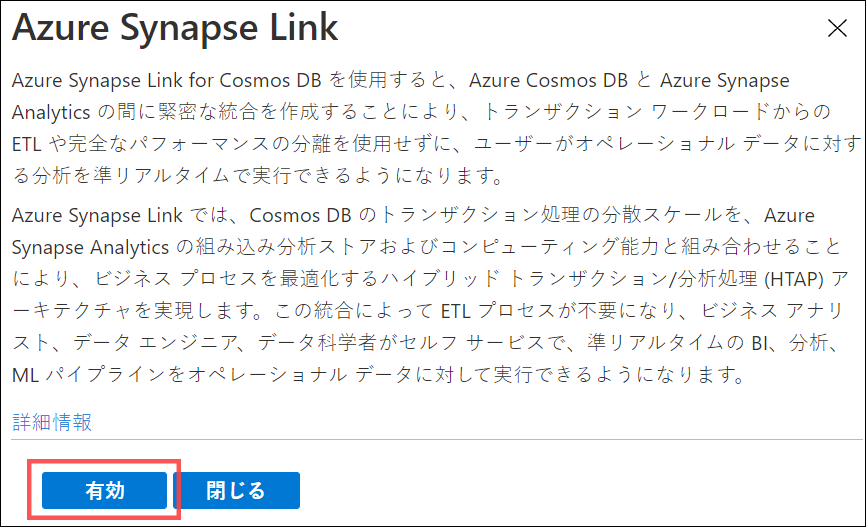 Azure Synapse Link
Azure Synapse Link for Cosmos DB を使用すると、Azure Cosmos DB と Azure Synapse
Analytics の間に緊密な統合を作成することにより、トランザクション ワークロードからの
ETL や完全なパフォーマンスの分離を使用せずに、ユーザーがオペレーショナル データに対す
る分析を準リアルタイムで実行できるようになります。
Azure Synapse Link では、Cosmos DB のトランザクション処理の分散スケールを、Azure
Synapse Analytics の組み込み分析ストアおよびコンピューティング能力と組み合わせること
により、ビジネス プロセスを最適化するハイブリッド トランザクション/分析処理 (HTAP) ア
ーキテクチャを実現します。この統合によって ETL プロセスが不要になり、ビジネス アナリ
スト、データ エンジニア、データ科学者がセルフ サービスで、準リアルタイムの BI、分析、
ML パイプラインをオペレーショナル データに対して実行できるようになります。
詳細情報
有効 閉じる